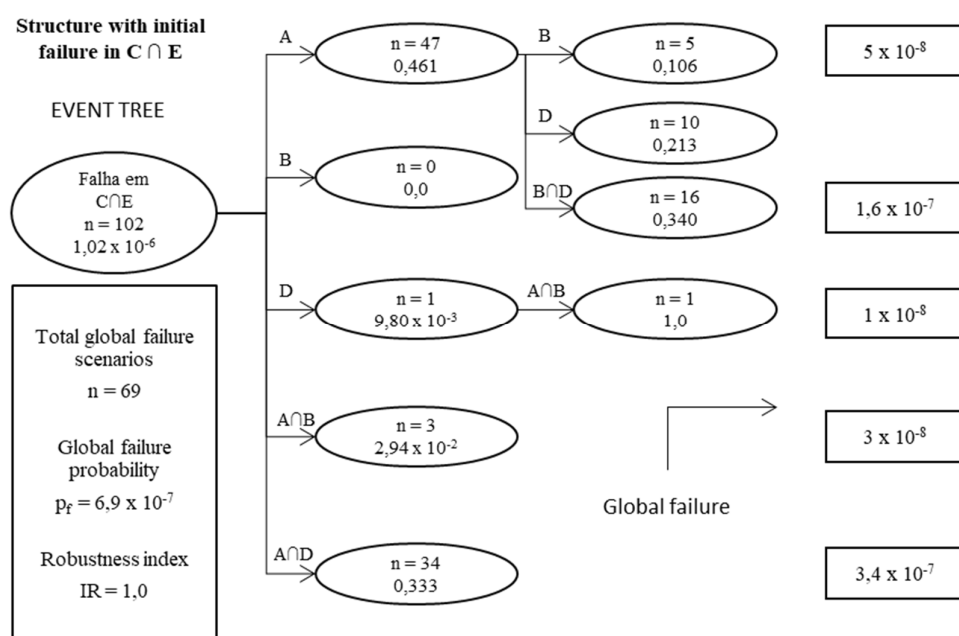 Structure with initial
failure in C ∩ E
EVENT TREE
Falha em
C∩E
n = 102
1,02 x 10⁻⁶
Total global failure
scenarios
n = 69
Global failure
probability
p_f = 6,9 x 10⁻⁷
Robustness index
IR = 1,0
A
n = 47
0,461
B
n = 0
0,0
D
n = 1
9,80 x 10⁻³
A∩B
n = 3
2,94 x 10⁻²
A∩D
n = 34
0,333
B
n = 5
0,106
D
n = 10
0,213
B∩D
n = 16
0,340
A∩B
n = 1
1,0
Global failure
5 x 10⁻⁸
1,6 x 10⁻⁷
1 x 10⁻⁸
3 x 10⁻⁸
3,4 x 10⁻⁷